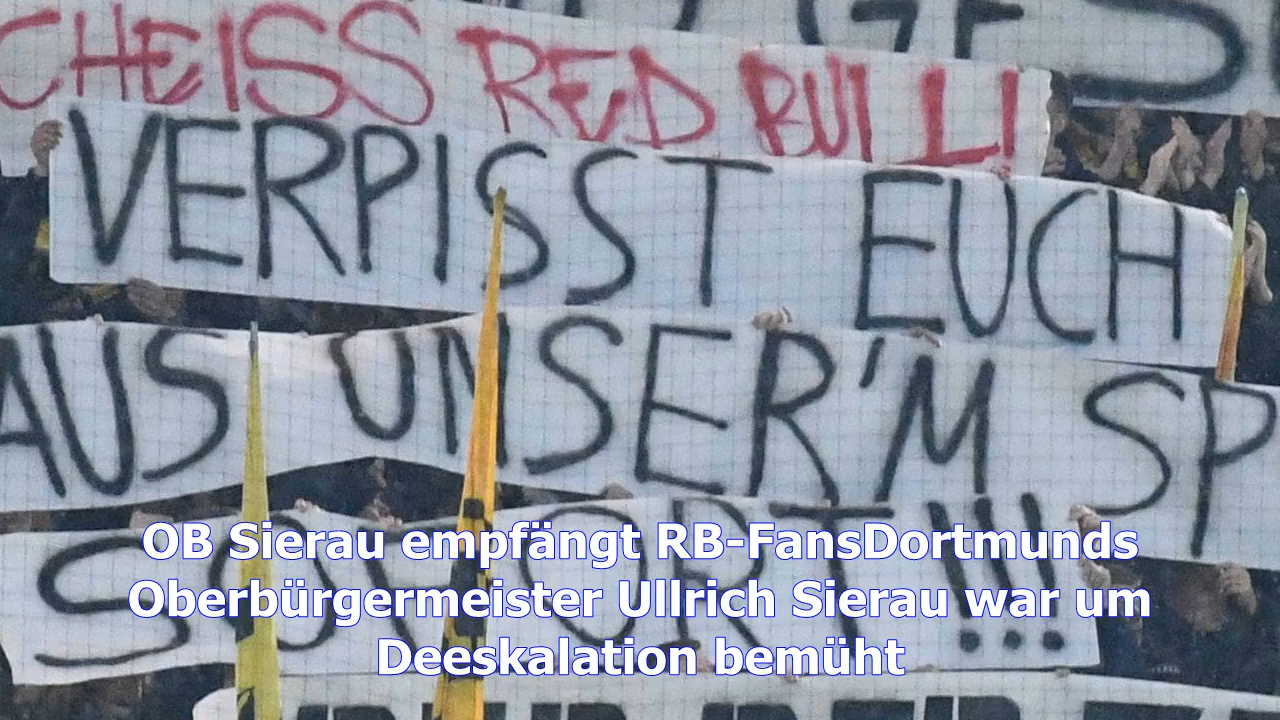 CHEISS RED BULL!
VERPISST EUCH
AUS UNSER'M SP
SOFORT!!!
OB Sierau empfängt RB-FansDortmunds
Oberbürgermeister Ullrich Sierau war um
Deeskalation bemüht